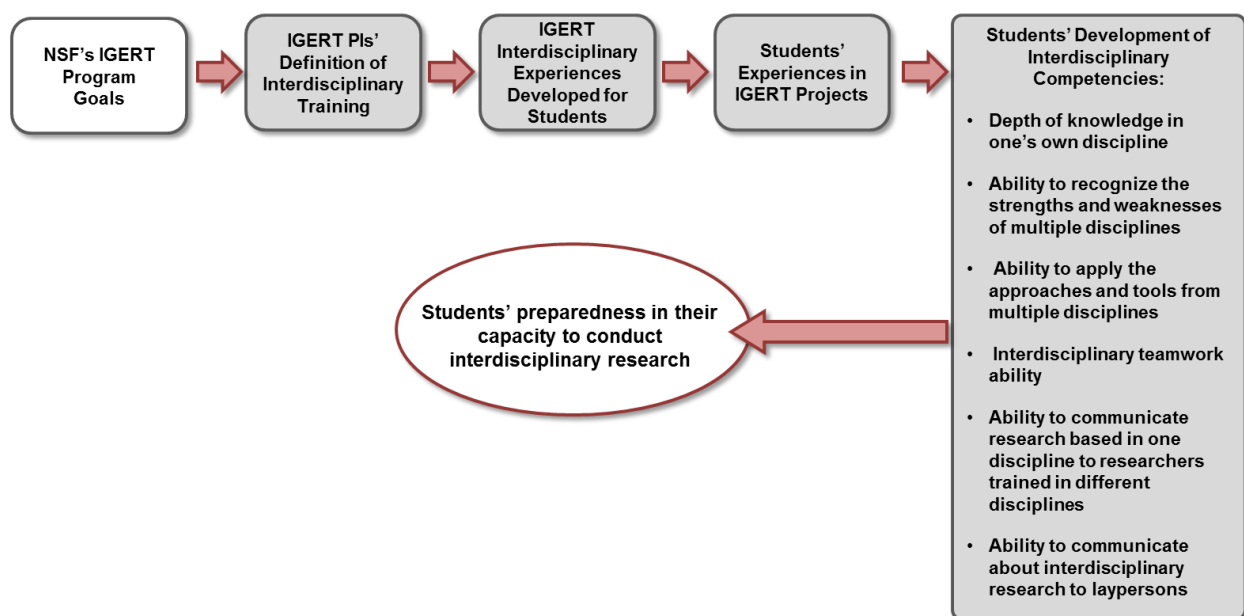 NSF's IGERT
Program
Goals
IGERT PIs'
Definition of
Interdisciplinary
Training
IGERT
Interdisciplinary
Experiences
Developed for
Students
Students'
Experiences in
IGERT Projects
Students' Development of
Interdisciplinary
Competencies:
• Depth of knowledge in
one's own discipline
• Ability to recognize the
strengths and weaknesses
of multiple disciplines
• Ability to apply the
approaches and tools from
multiple disciplines
• Interdisciplinary teamwork
ability
• Ability to communicate
research based in one
discipline to researchers
trained in different
disciplines
• Ability to communicate
about interdisciplinary
research to laypersons
Students' preparedness in their
capacity to conduct
interdisciplinary research